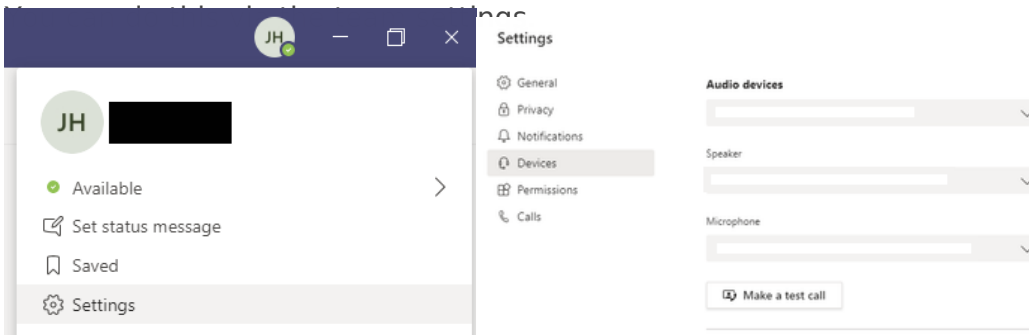 JH
JH
Available
Set status message
Saved
Settings
Settings
General
Privacy
Notifications
Devices
Permissions
Calls
Audio devices
Speaker
Microphone
Make a test call